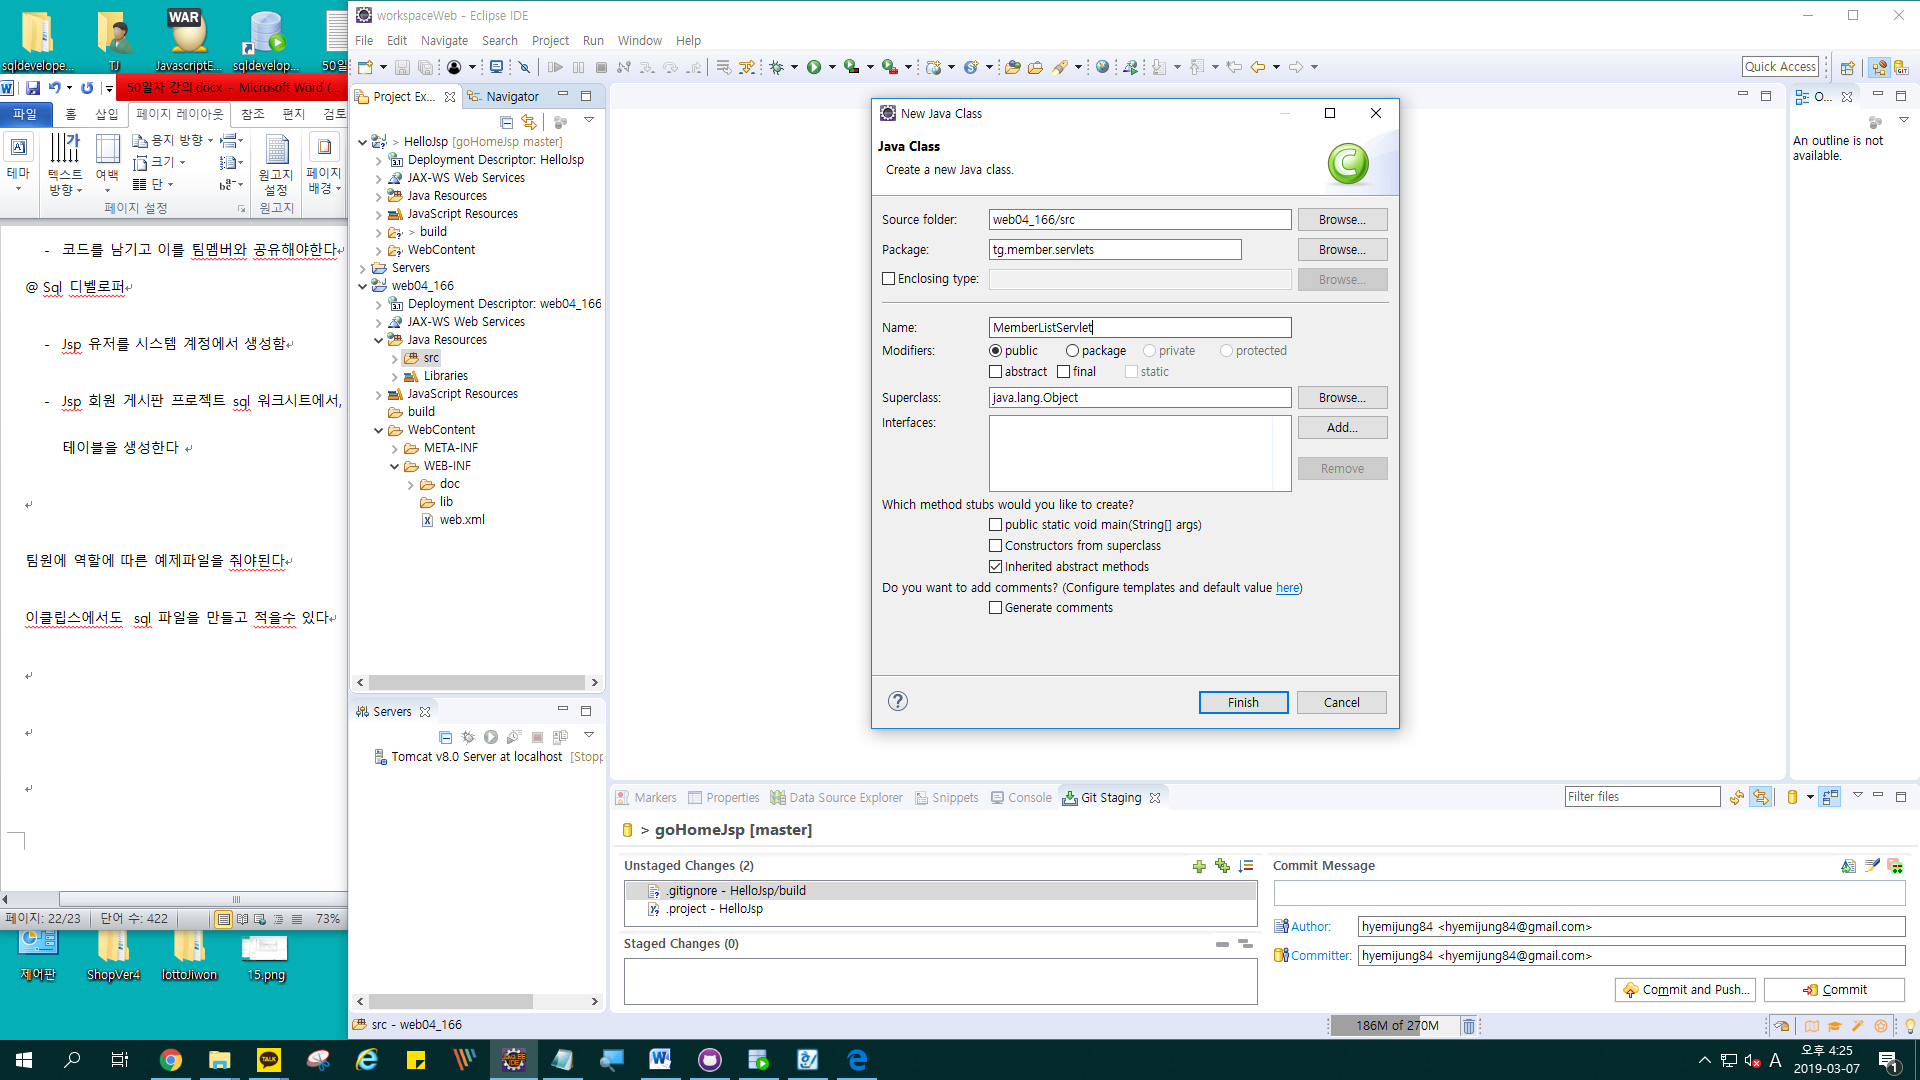 sqldevelope...
TJ
WAR
JavascriptE...
sqldevelop...
50일
50일차 강의.docx - Microsoft Word (...
파일
홈
삽입
페이지 레이아웃
참조
편지
검토
테마
텍스트 방향
여백
용지 방향
크기
단
원고지 설정
페이지 배경
페이지 설정
원고지
- 코드를 남기고 이를 팀멤버와 공유해야한다
@ Sql 디벨로퍼
- Jsp 유저를 시스템 계정에서 생성함
- Jsp 회원 게시판 프로젝트 sql 워크시트에서,
테이블을 생성한다
팀원에 역할에 따른 예제파일을 줘야된다
이클립스에서도 sql 파일을 만들고 적을수 있다
페이지: 22/23
단어 수: 422
73%
제어판
ShopVer4
lottoJiwon
15.png
workspaceWeb - Eclipse IDE
File Edit Navigate Search Project Run Window Help
Quick Access
Project Ex...
Navigator
> HelloJsp [goHomeJsp master]
Deployment Descriptor: HelloJsp
JAX-WS Web Services
Java Resources
JavaScript Resources
> build
WebContent
Servers
web04_166
Deployment Descriptor: web04_166
JAX-WS Web Services
Java Resources
src
Libraries
JavaScript Resources
build
WebContent
META-INF
WEB-INF
doc
lib
web.xml
Servers
Tomcat v8.0 Server at localhost [Stopp
src - web04_166
New Java Class
Java Class
Create a new Java class.
Source folder:
web04_166/src
Browse...
Package:
tg.member.servlets
Browse...
Enclosing type:
Browse...
Name:
MemberListServlet
Modifiers:
public
package
private
protected
abstract
final
static
Superclass:
java.lang.Object
Browse...
Interfaces:
Add...
Remove
Which method stubs would you like to create?
public static void main(String[] args)
Constructors from superclass
Inherited abstract methods
Do you want to add comments? (Configure templates and default value here)
Generate comments
Finish
Cancel
O...
An outline is not available.
Markers
Properties
Data Source Explorer
Snippets
Console
Git Staging
Filter files
> goHomeJsp [master]
Unstaged Changes (2)
.gitignore - HelloJsp/build
.project - HelloJsp
Staged Changes (0)
Commit Message
Author:
hyemijung84 <hyemijung84@gmail.com>
Committer:
hyemijung84 <hyemijung84@gmail.com>
Commit and Push...
Commit
186M of 270M
TALK
A
오후 4:25
2019-03-07
1